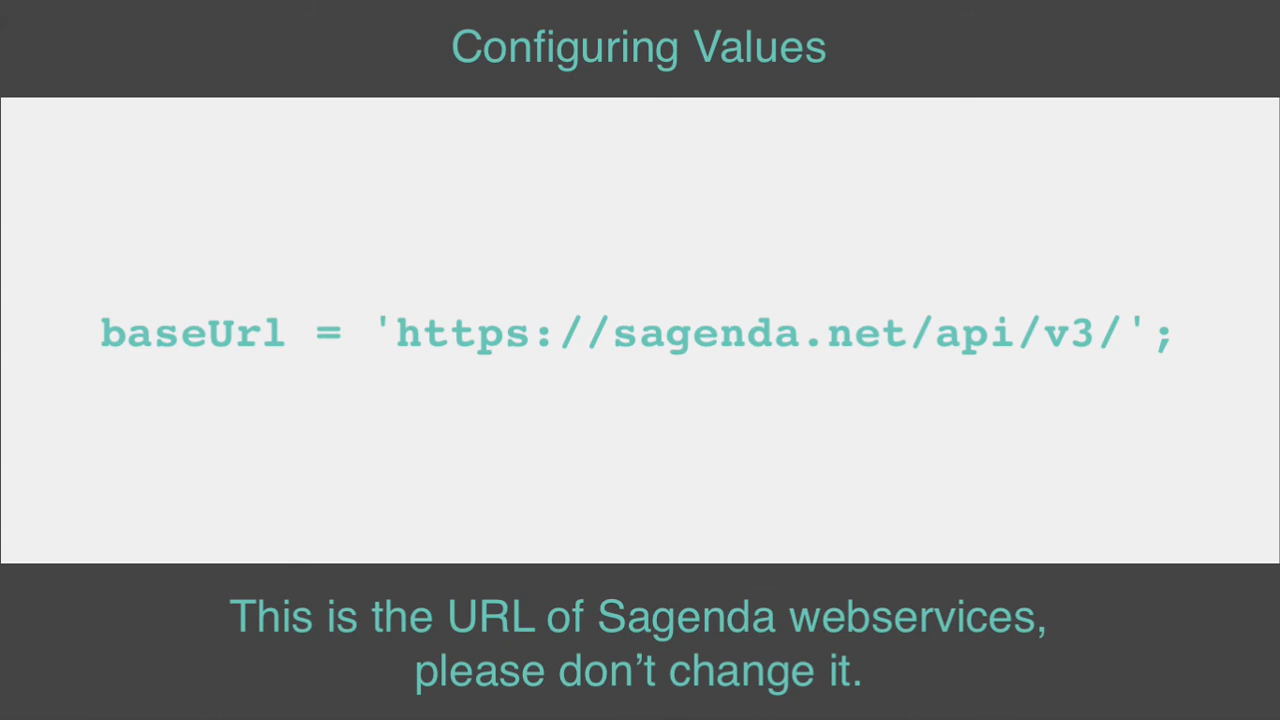 Configuring Values
baseUrl = 'https://sagenda.net/api/v3/';
This is the URL of Sagenda webservices,
please don’t change it.